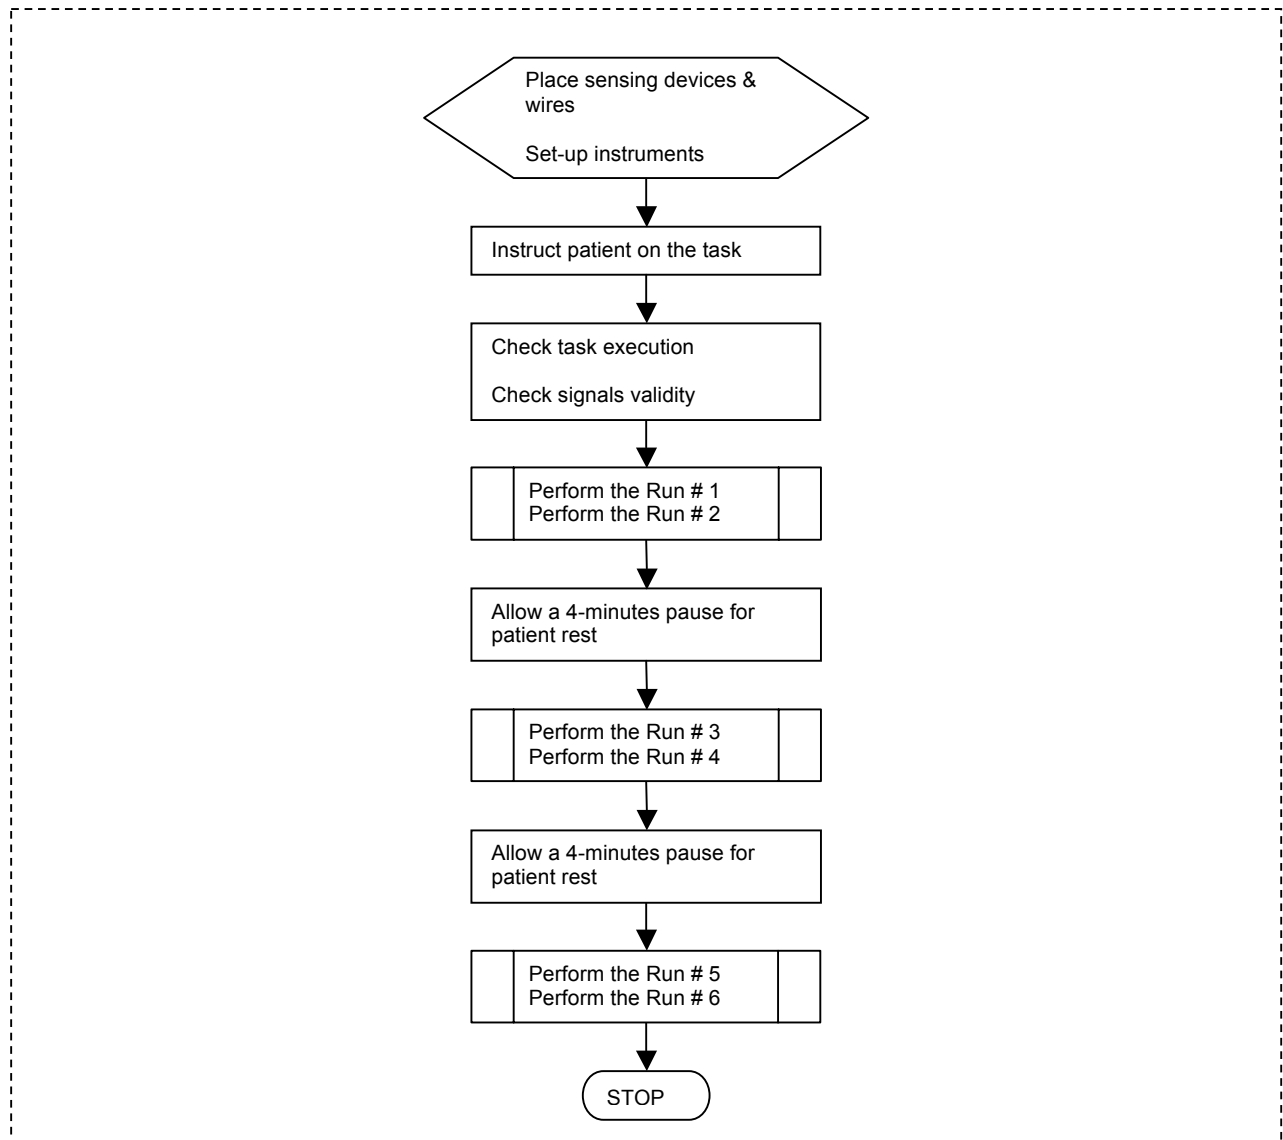 Place sensing devices &
wires
Set-up instruments
Instruct patient on the task
Check task execution
Check signals validity
Perform the Run # 1
Perform the Run # 2
Allow a 4-minutes pause for
patient rest
Perform the Run # 3
Perform the Run # 4
Allow a 4-minutes pause for
patient rest
Perform the Run # 5
Perform the Run # 6
STOP